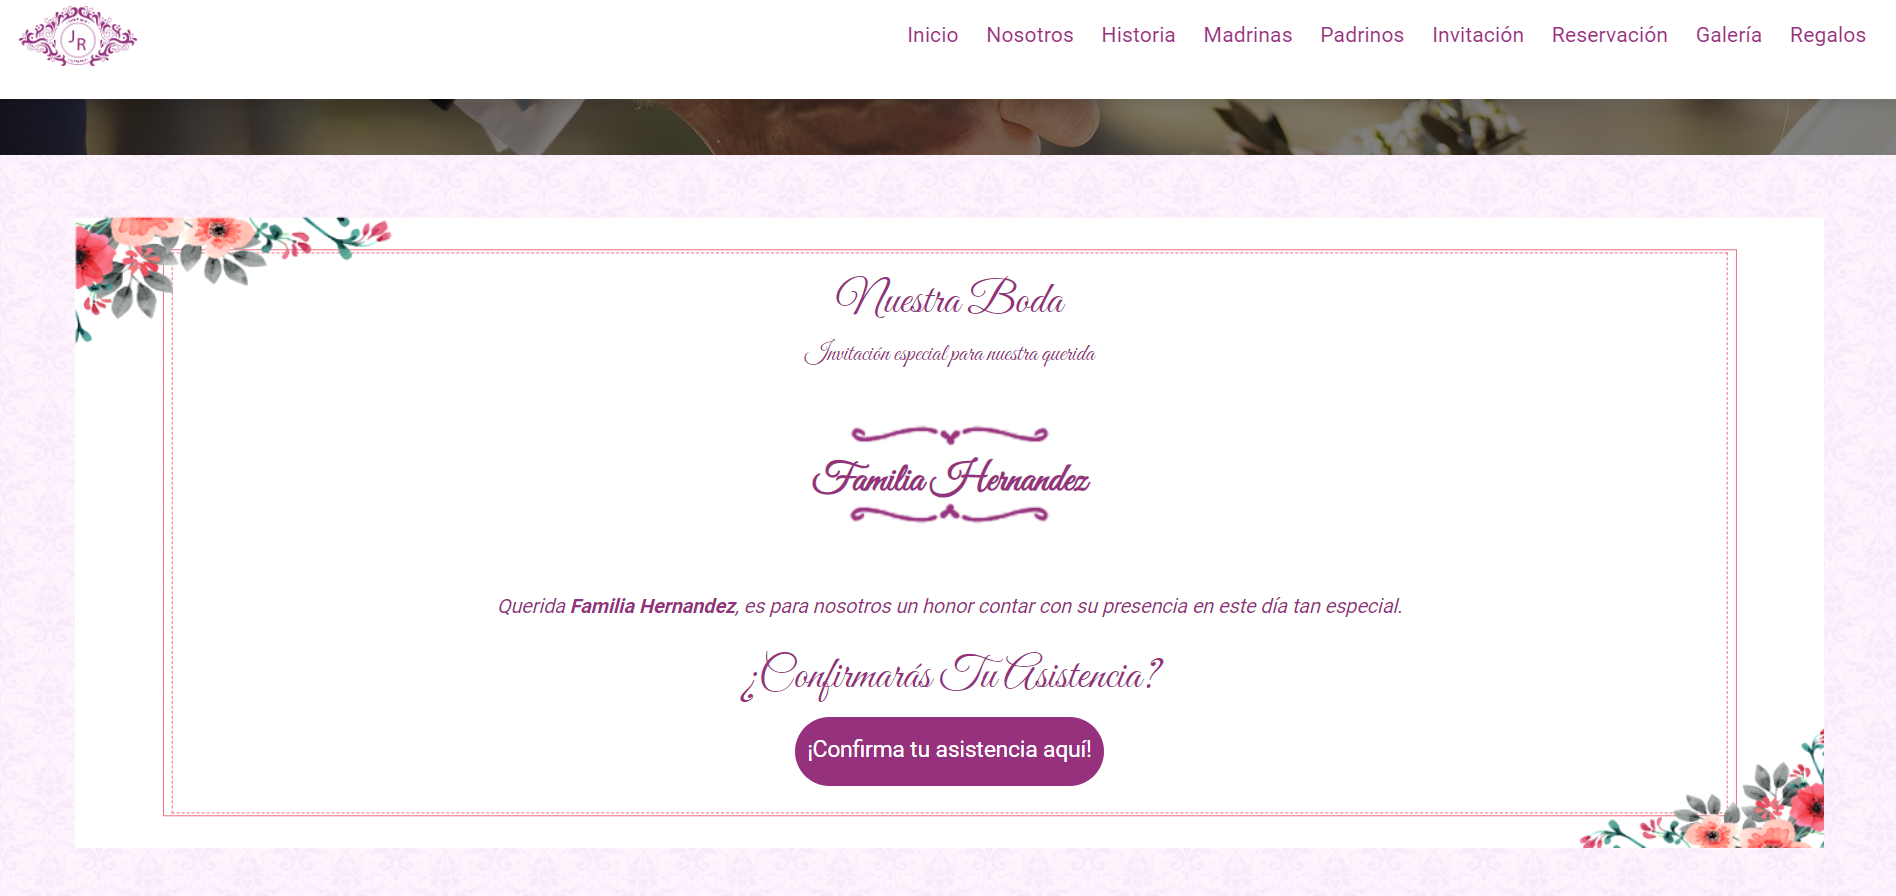 JR
Inicio Nosotros Historia Madrinas Padrinos Invitación Reservación Galería Regalos
Nuestra Boda
Invitación especial para nuestra querida
Familia Hernandez
Querida Familia Hernandez, es para nosotros un honor contar con su presencia en este día tan especial.
¿Confirmarás Tu Asistencia?
¡Confirma tu asistencia aquí!